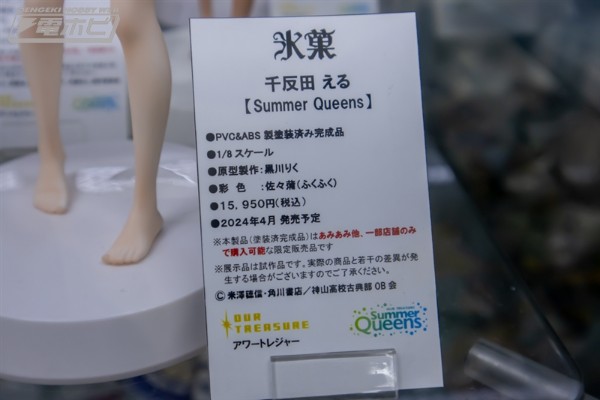 DENGEKI HOBBY WEB
電ホビ
氷菓
千反田 える
【Summer Queens】
●PVC&ABS 製塗装済み完成品
●1/8スケール
●原型製作:黒川りく
●彩　色　:佐々蒲(ふくふく)
●15,950円(税込)
●2024年4月 発売予定
※本製品(塗装済完成品)はあみあみ他、一部店舗のみ
で購入可能な限定販売品です
※展示品は試作品です。実際の商品と若干の差異が発
生する場合がございますのでご了承ください。
©米澤穂信・角川書店/神山高校古典部OB会
OUR
TREASURE
アワートレジャー
Summer
Queens